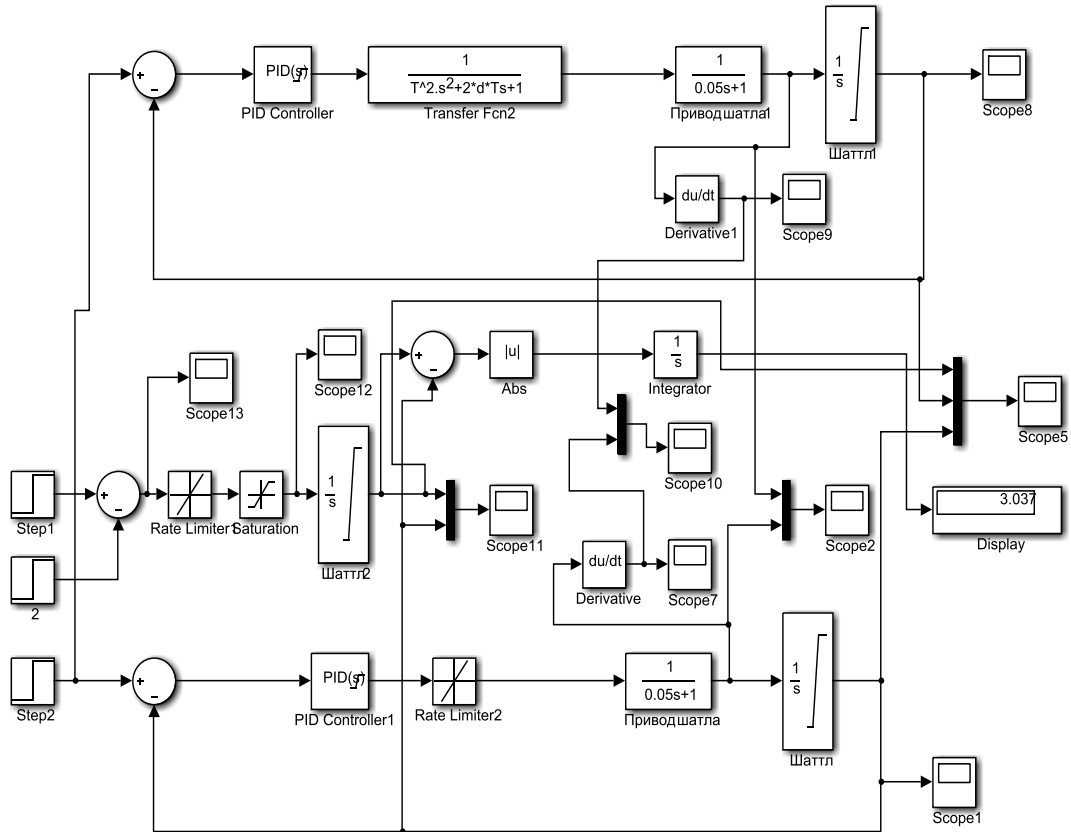 +
−
PID(s)
PID Controller
1
T^2.s2+2*d*Ts+1
Transfer Fcn2
1
0.05s+1
Приводшатла1
1
s
Шаттл1
Scope8
du/dt
Derivative1
Scope9
Scope13
Scope12
+
−
|u|
Abs
1
s
Integrator
Scope5
Scope10
Step1
+
−
Rate Limiter1
Saturation
1
s
Шаттл2
Scope11
Scope2
3.037
Display
2
du/dt
Derivative
Scope7
Step2
+
−
PID(s)
PID Controller1
Rate Limiter2
1
0.05s+1
Приводшатла
1
s
Шаттл
Scope1